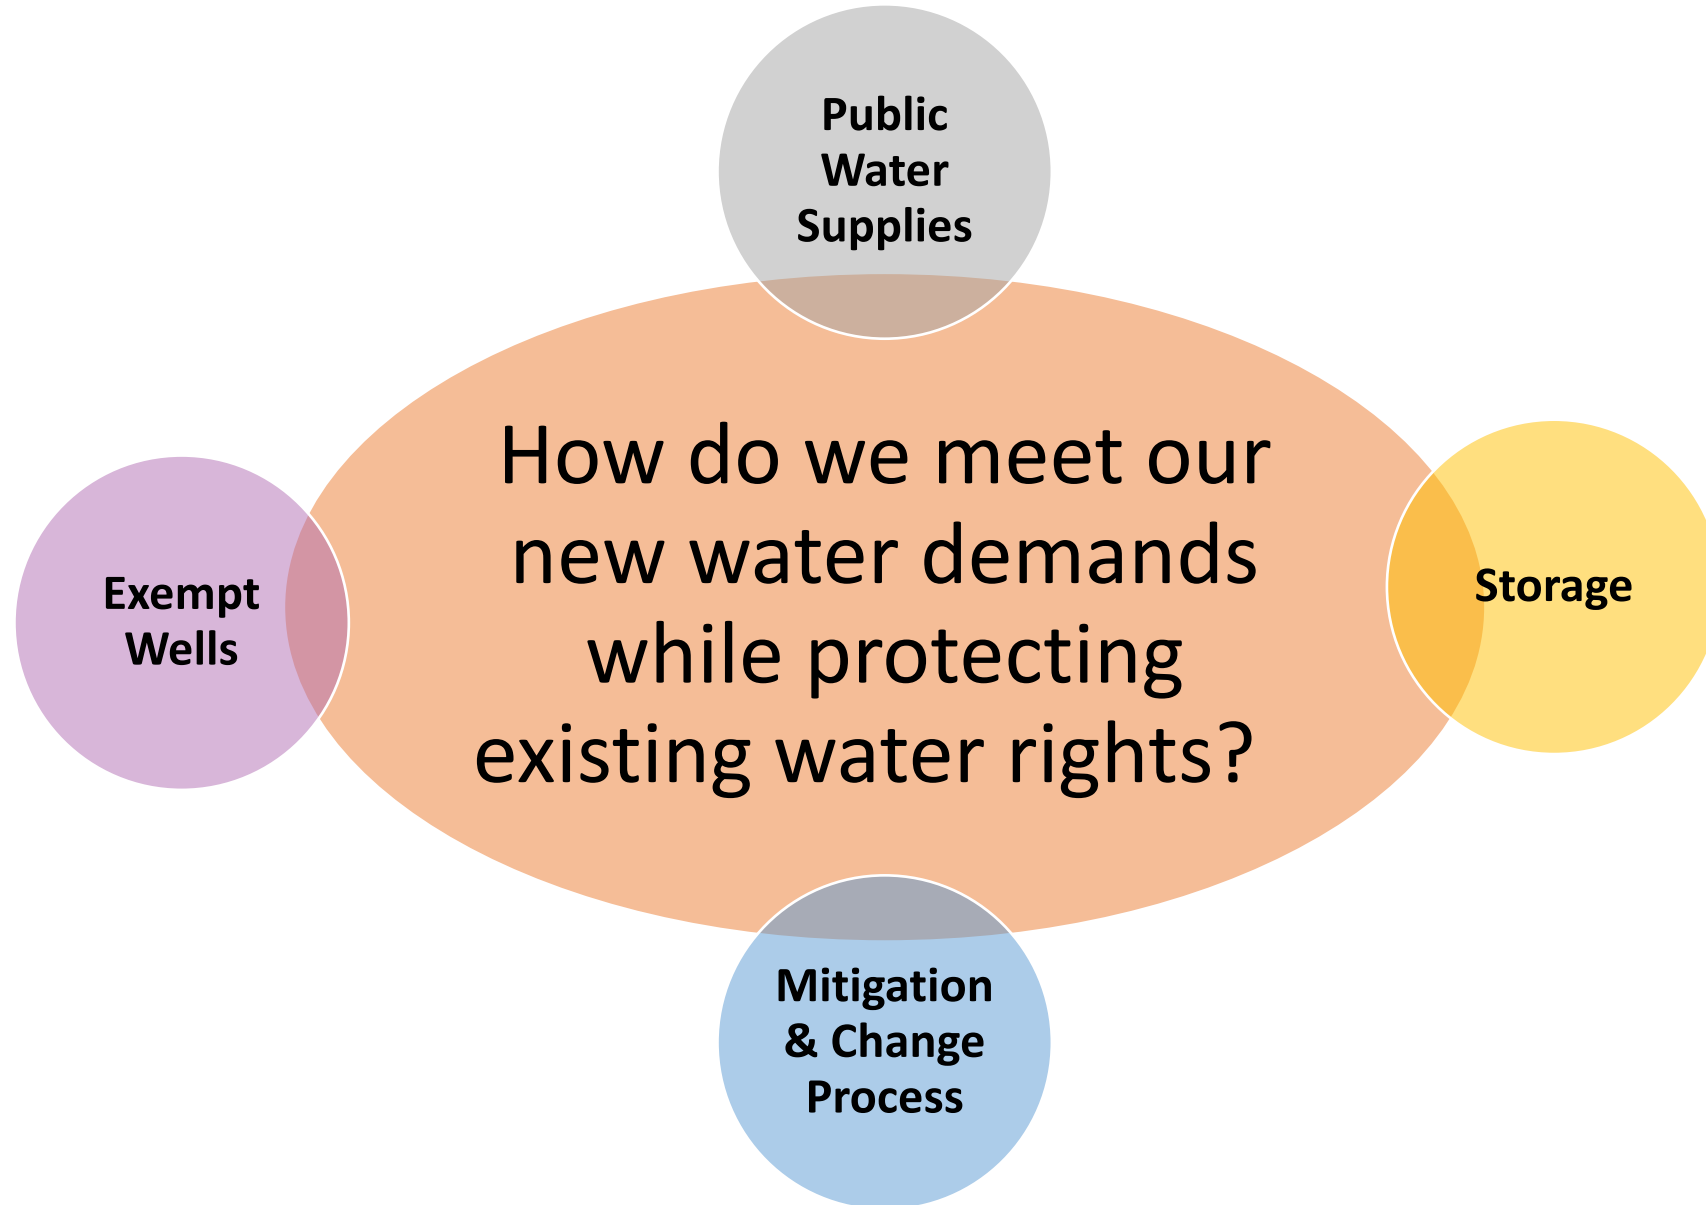 Public
Water
Supplies
How do we meet our
new water demands
while protecting
existing water rights?
Exempt
Wells
Storage
Mitigation
& Change
Process